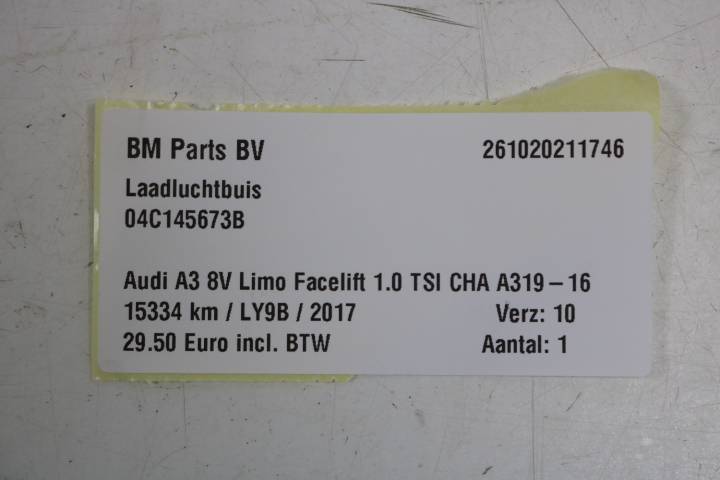 BM Parts BV 261020211746
Laadluchtbuis
04C145673B
Audi A3 8V Limo Facelift 1.0 TSI CHA A319-16
15334 km / LY9B / 2017 Verz: 10
29.50 Euro incl. BTW Aantal: 1